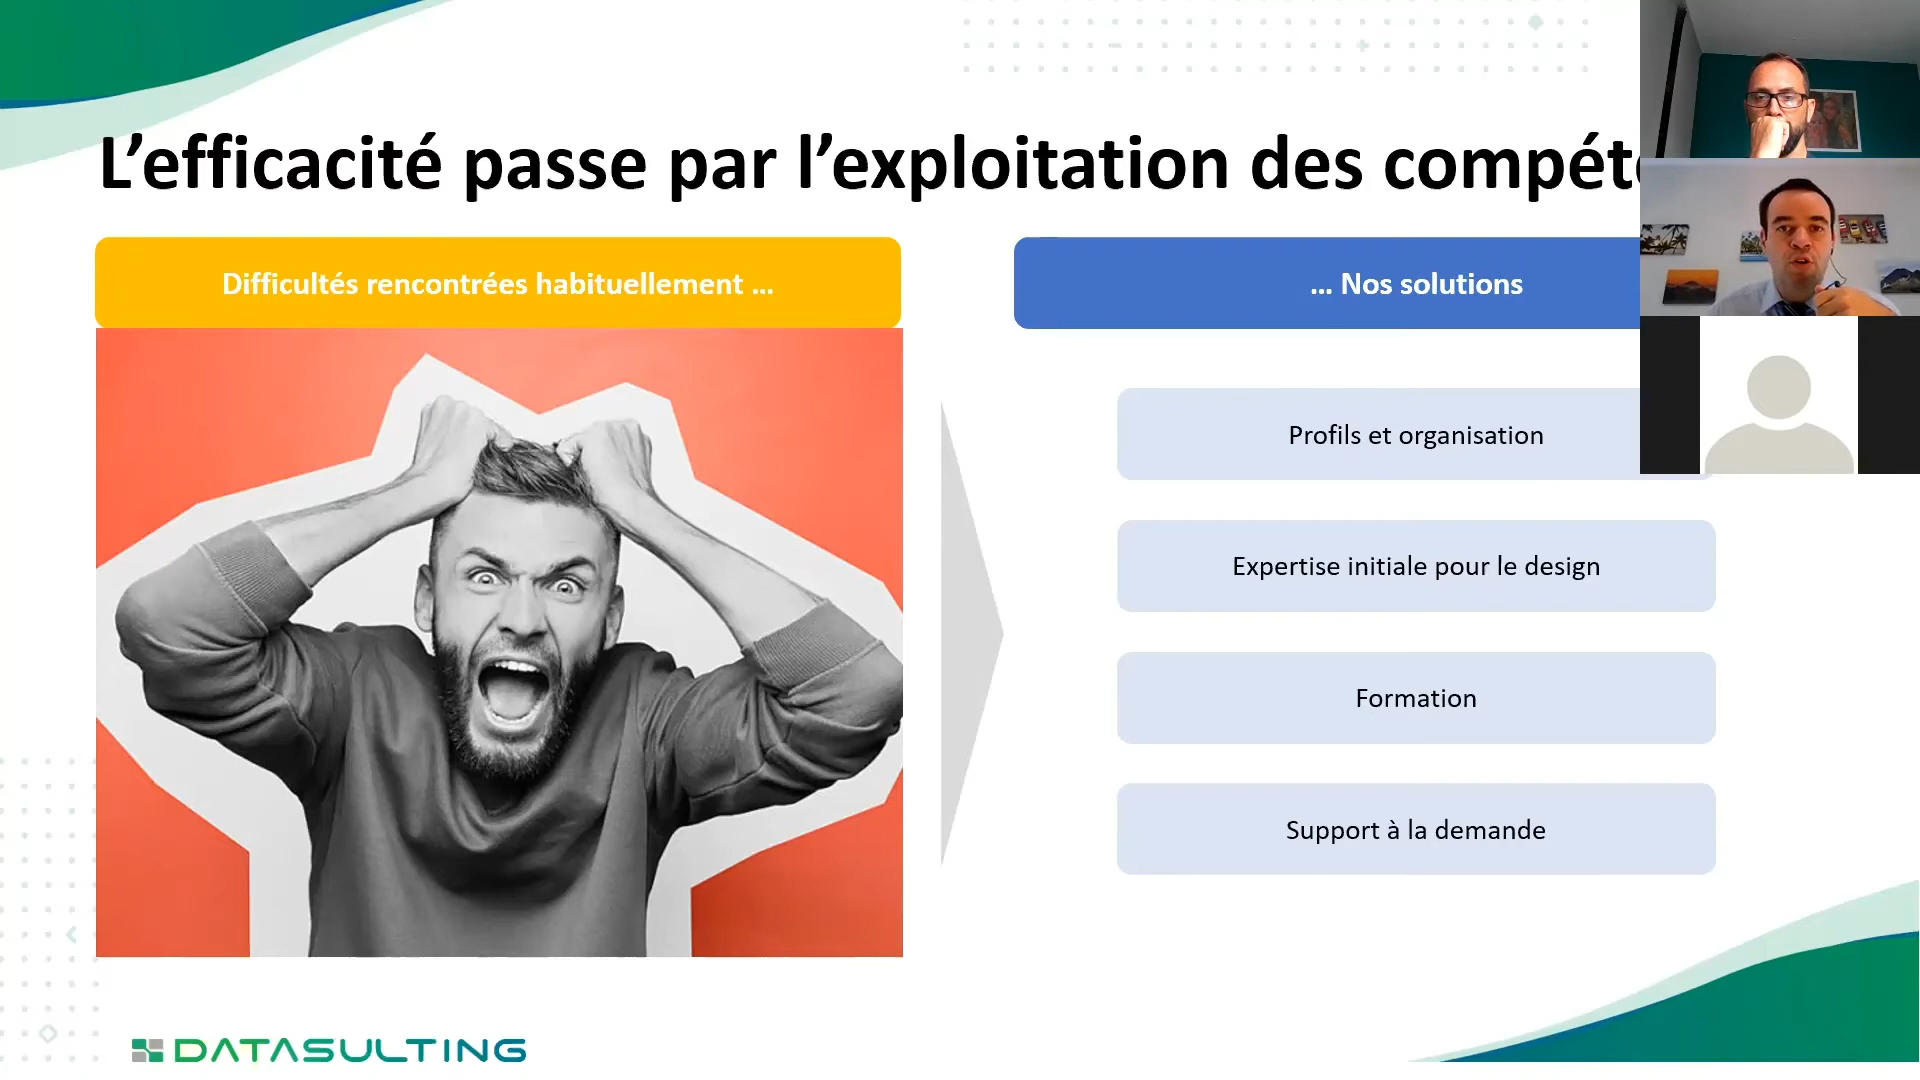 L’efficacité passe par l’exploitation des
Difficultés rencontrées habituellement ...
... Nos solutions
Profils et organisation
Expertise initiale pour le design
Formation
Support à la demande
DATASULTING